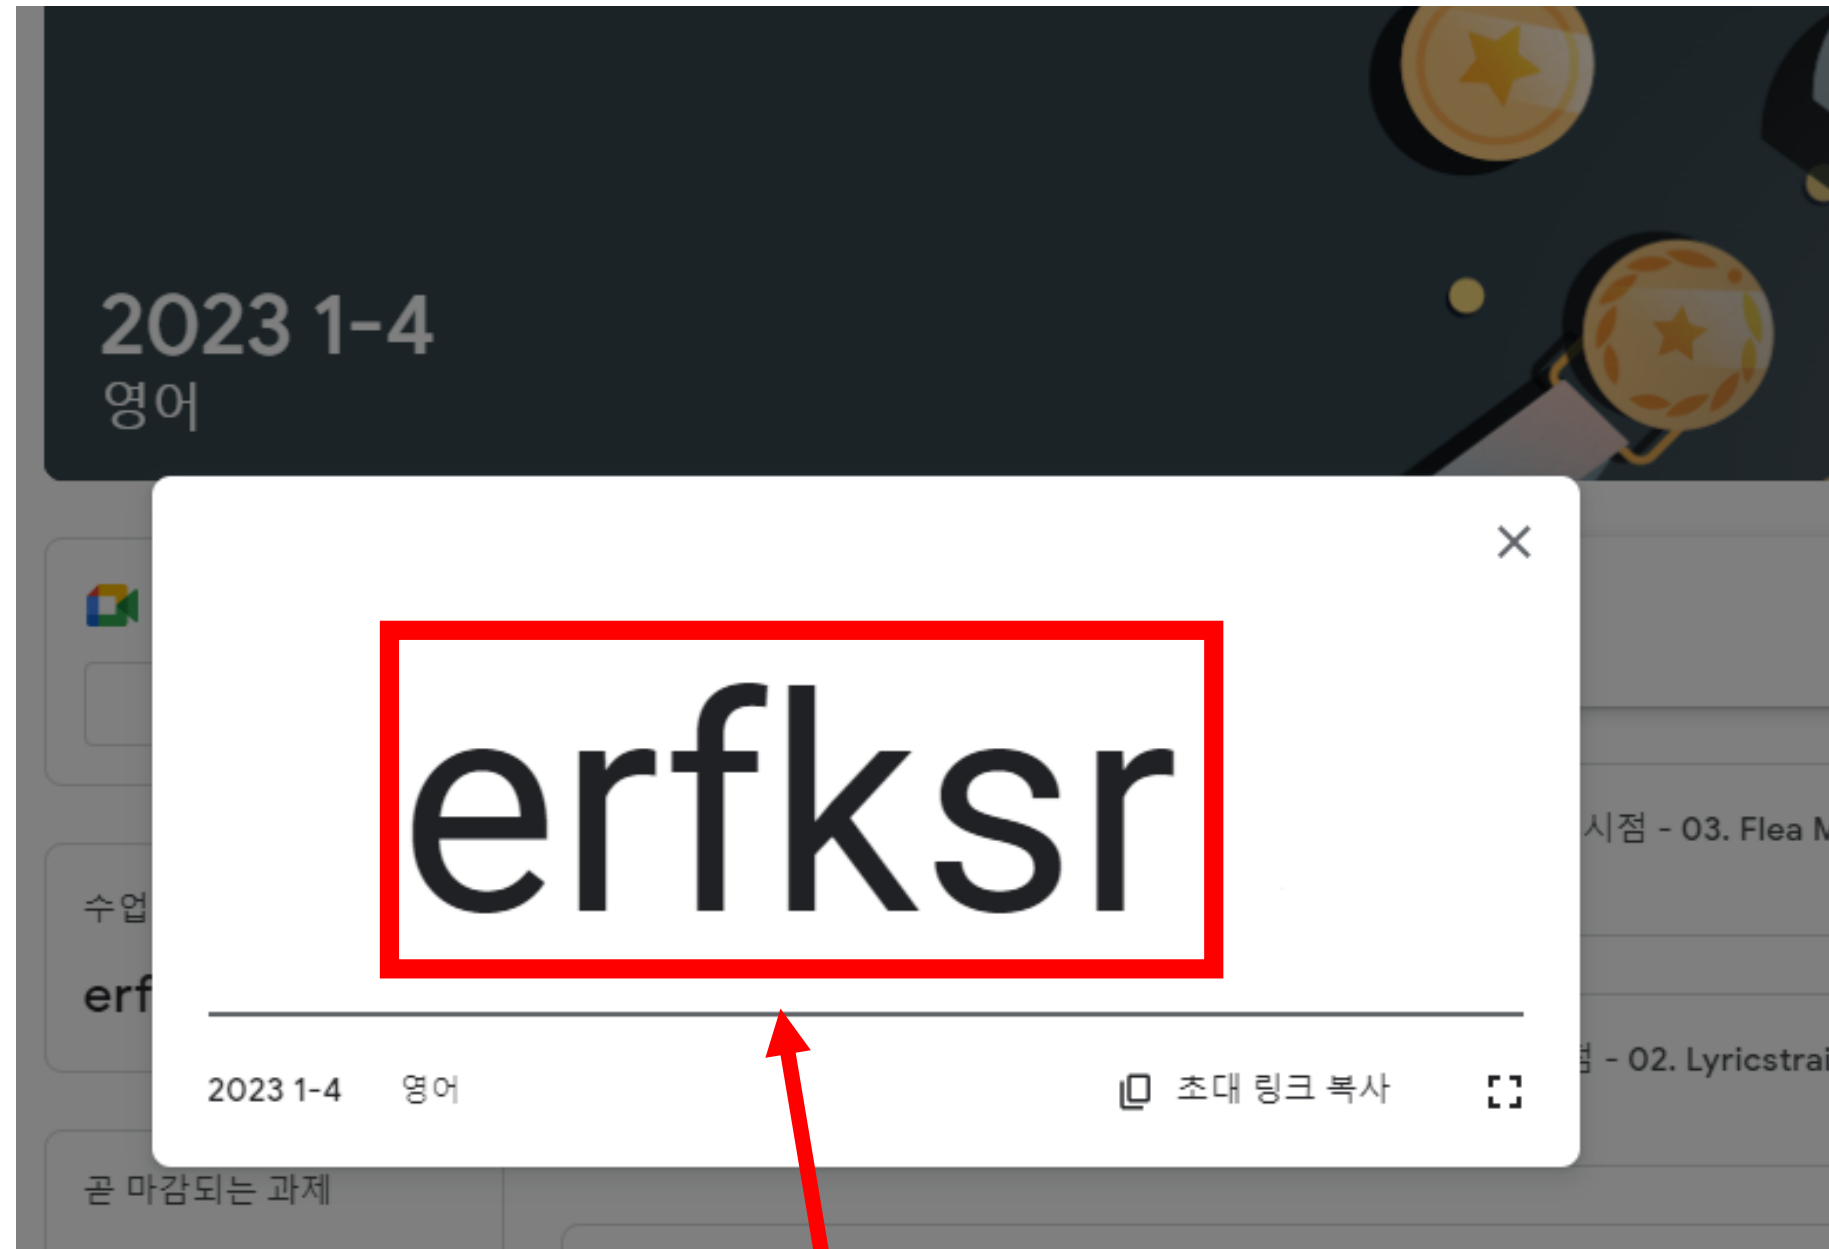 2023 1-4
영어
erfksr
시점 - 03. Flea M
수업
erf
2023 1-4 영어 초대 링크 복사
- 02. Lyricstrai
곧 마감되는 과제